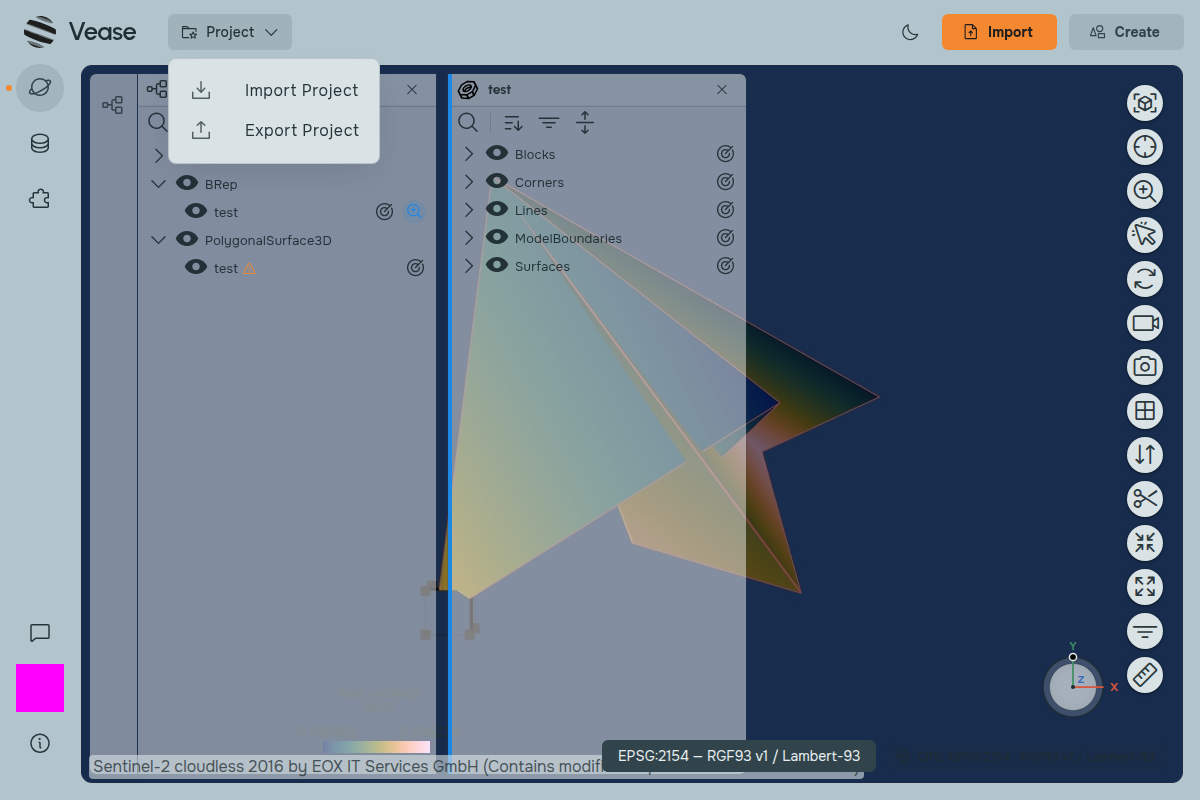 Vease
Project
Import
Create
Import Project
Export Project
test
BRep
test
PolygonalSurface3D
test
Blocks
Corners
Lines
ModelBoundaries
Surfaces
Y
Z
X
EPSG:2154 — RGF93 v1 / Lambert-93
Sentinel-2 cloudless 2016 by EOX IT Services GmbH (Contains